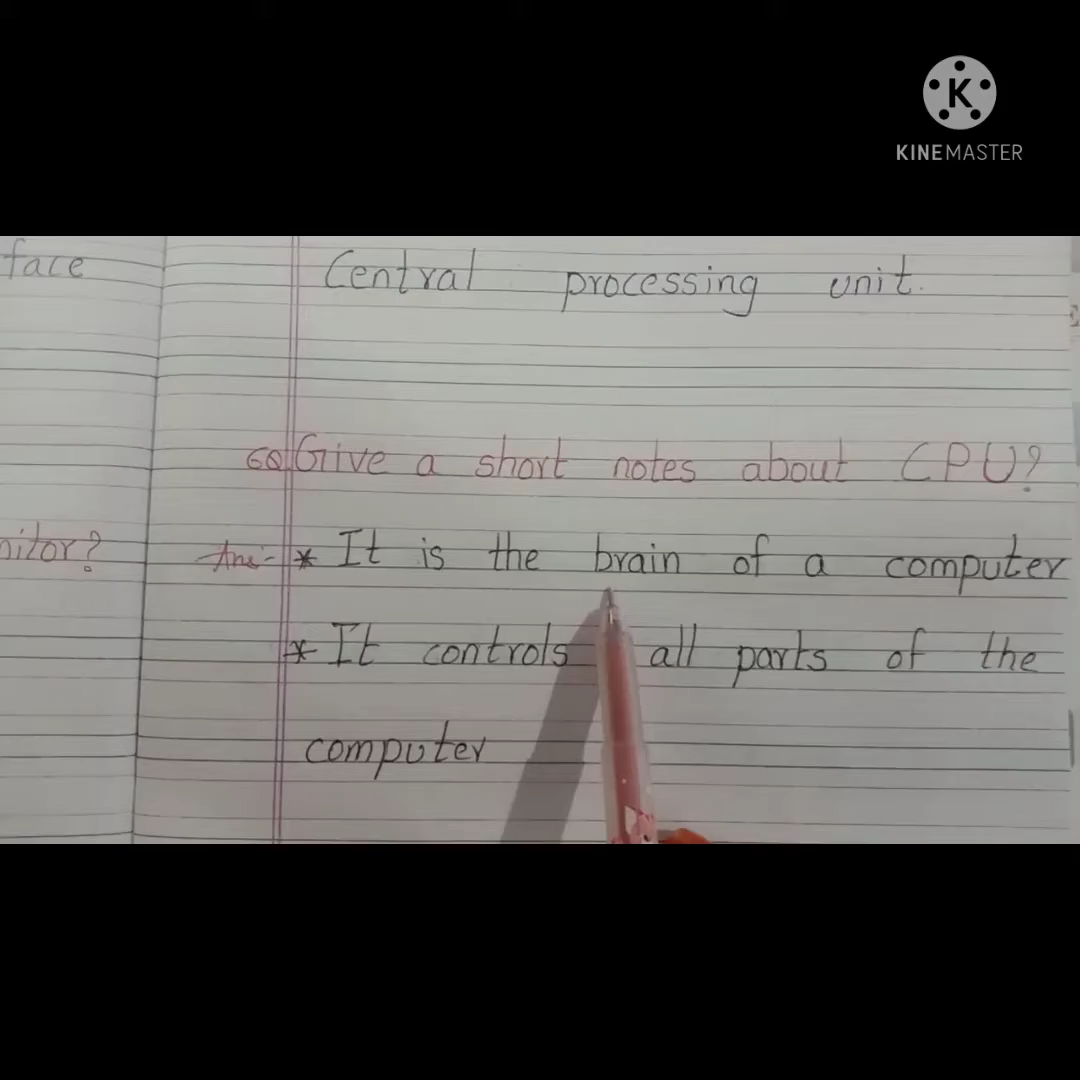 K
KINEMASTER
face
Central processing unit.
6Q Give a short notes about CPU?
nitor?
Ans- * It is the brain of a computer
* It controls all parts of the
computer